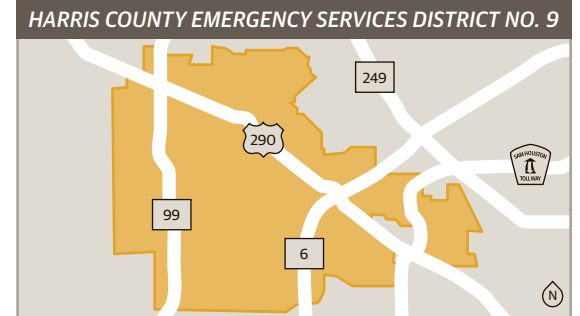 HARRIS COUNTY EMERGENCY SERVICES DISTRICT NO. 9
249
290
SAM HOUSTON
TOLLWAY
99
6
N